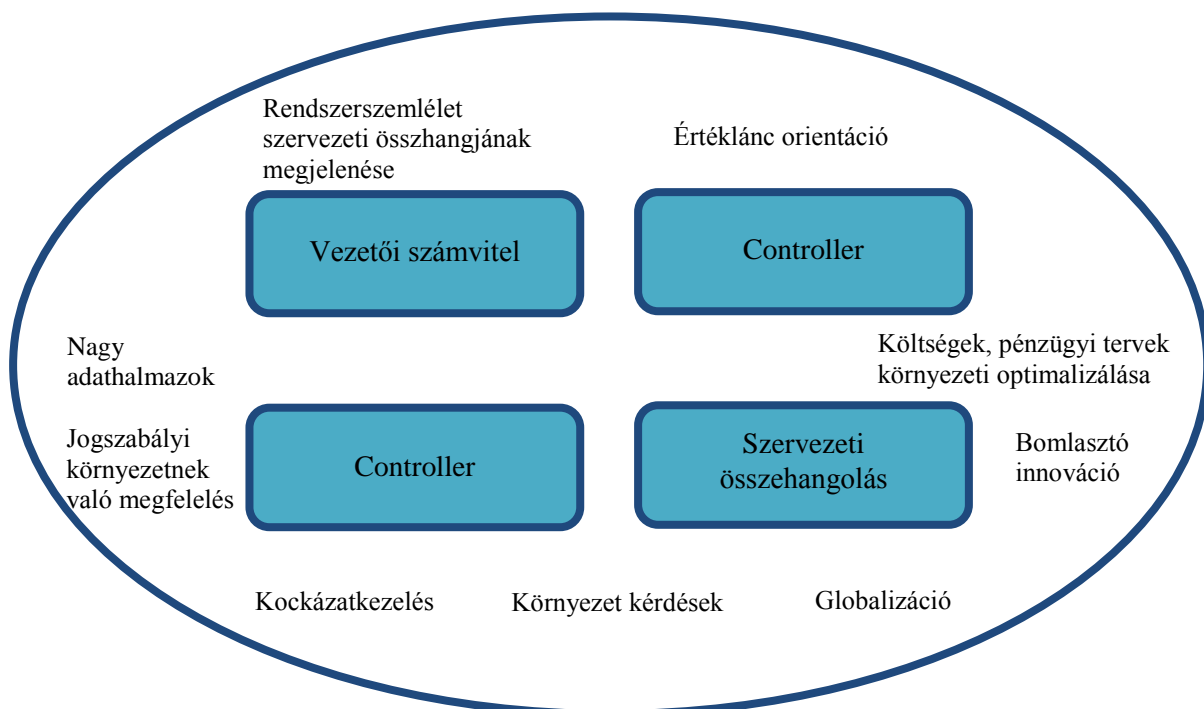 Rendszerszemlélet
szervezeti összhangjának
megjelenése
Értéklánc orientáció
Vezetői számvitel
Controller
Nagy
adathalmazok
Költségek, pénzügyi tervek
környezeti optimalizálása
Jogszabályi
környezetnek
való megfelelés
Controller
Szervezeti
összehangolás
Bomlasztó
innováció
Kockázatkezelés
Környezet kérdések
Globalizáció